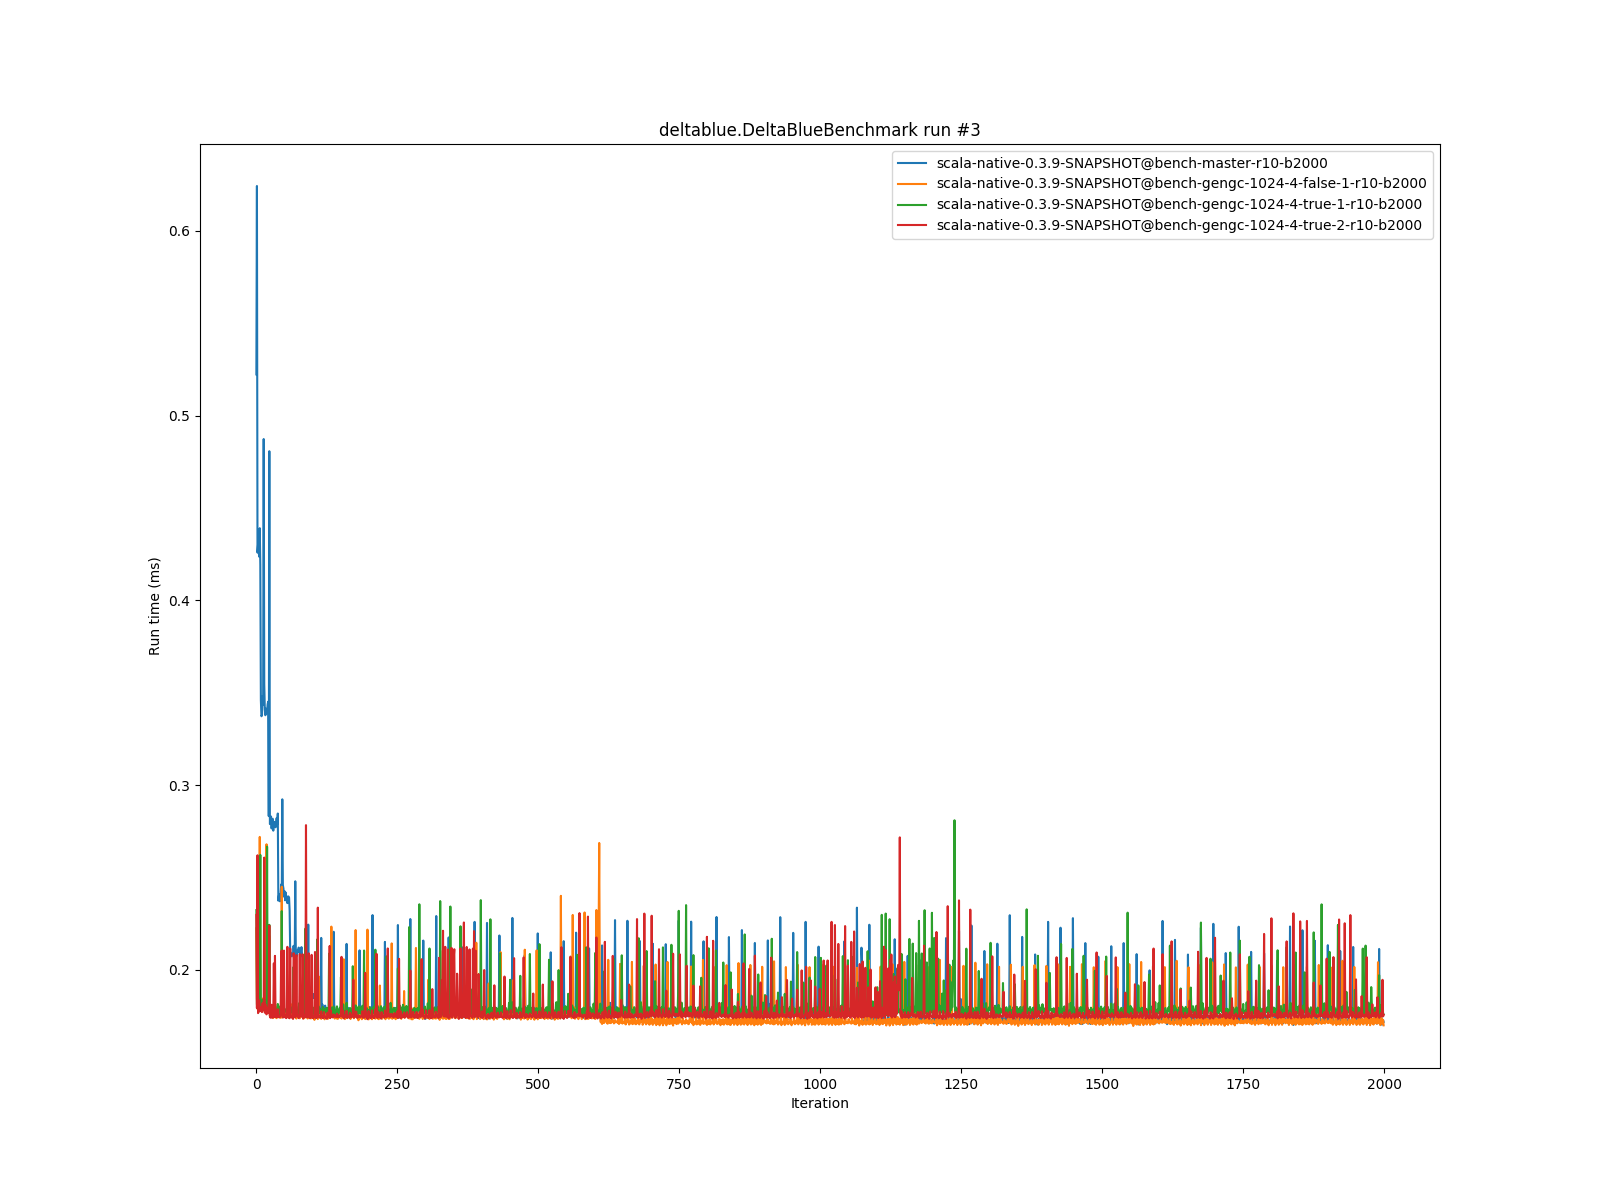 deltablue.DeltaBlueBenchmark run #3
scala-native-0.3.9-SNAPSHOT@bench-master-r10-b2000
scala-native-0.3.9-SNAPSHOT@bench-gengc-1024-4-false-1-r10-b2000
scala-native-0.3.9-SNAPSHOT@bench-gengc-1024-4-true-1-r10-b2000
scala-native-0.3.9-SNAPSHOT@bench-gengc-1024-4-true-2-r10-b2000
Run time (ms)
0.6
0.5
0.4
0.3
0.2
0 250 500 750 1000 1250 1500 1750 2000
Iteration